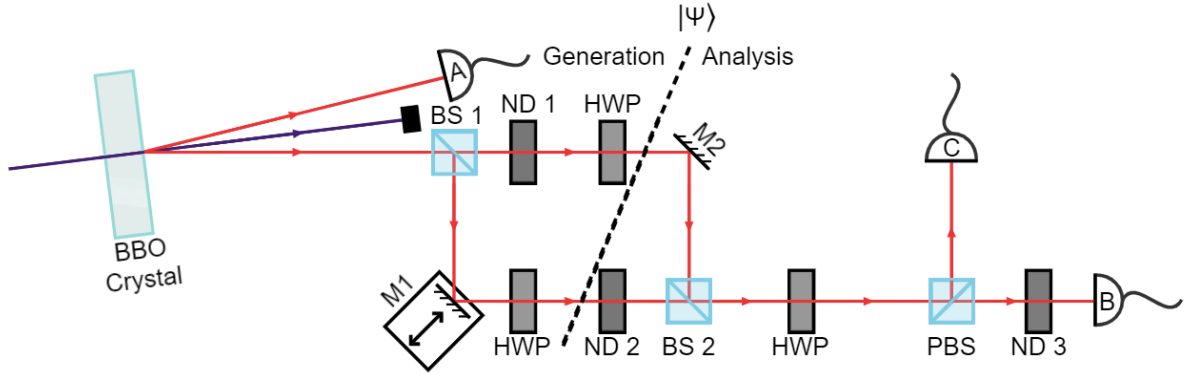 |Ψ⟩
Generation
Analysis
A
BS 1
ND 1
HWP
M2
C
BBO
Crystal
M1
HWP
ND 2
BS 2
HWP
PBS
ND 3
B